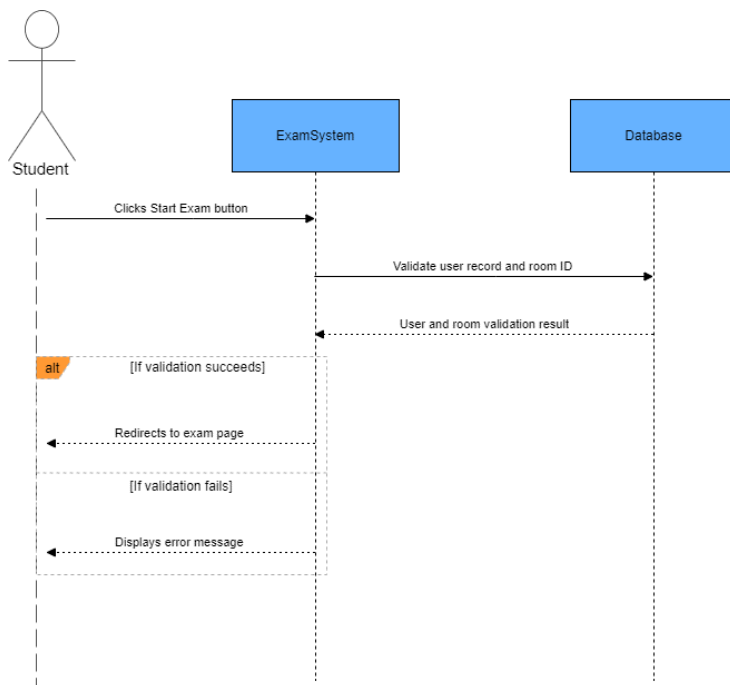 Student
ExamSystem
Database
Clicks Start Exam button
Validate user record and room ID
User and room validation result
alt
[If validation succeeds]
Redirects to exam page
[If validation fails]
Displays error message